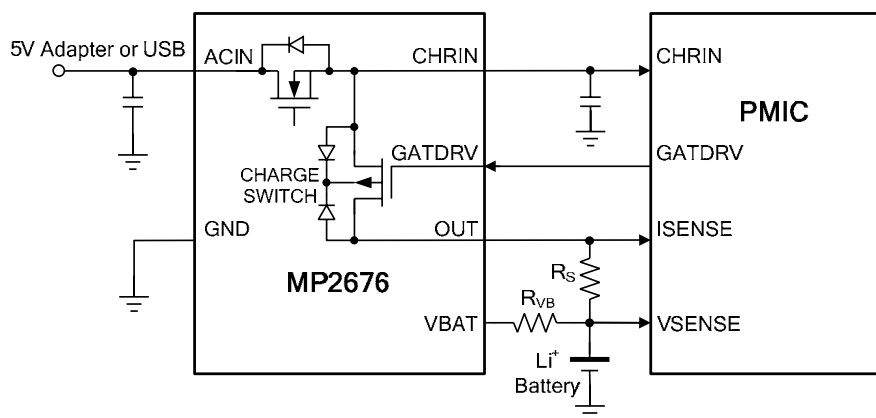 5V Adapter or USB
ACIN
CHRIN
CHRIN
PMIC
GATDRV
GATDRV
CHARGE
SWITCH
GND
OUT
ISENSE
MP2676
RS
RVB
VBAT
VSENSE
Li+
Battery